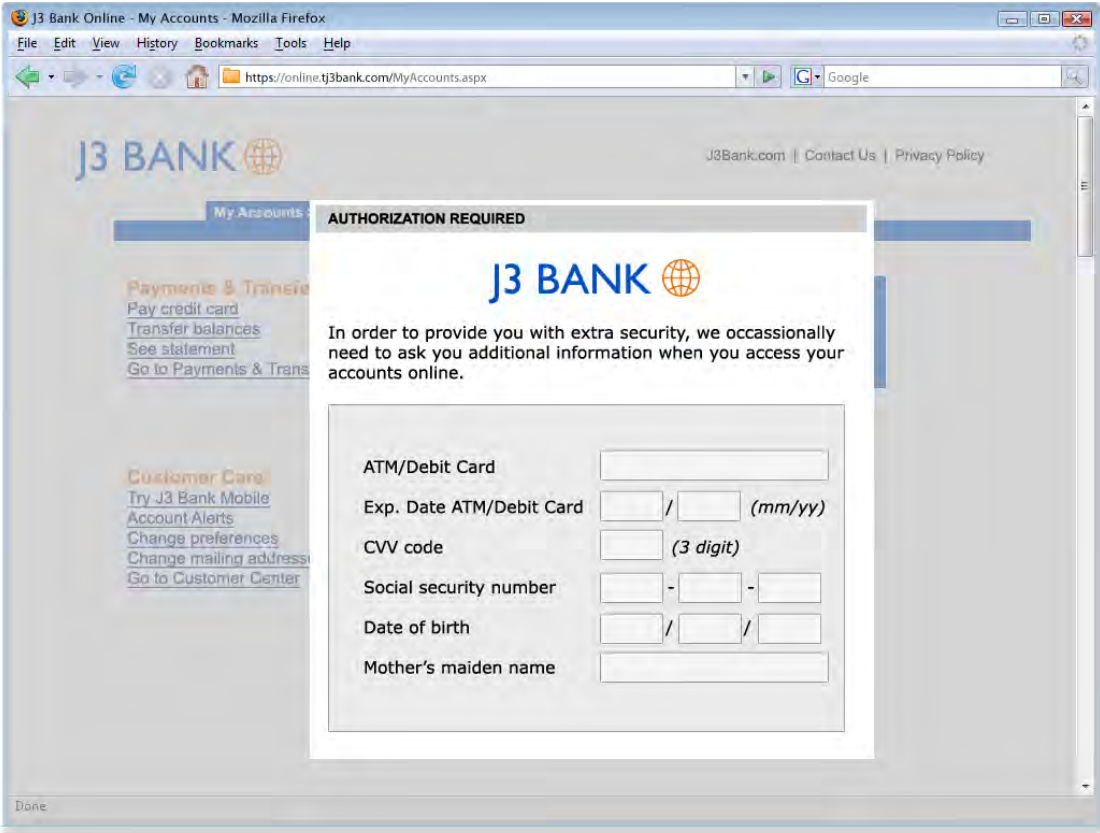 J3 Bank Online - My Accounts - Mozilla Firefox
File Edit View History Bookmarks Tools Help
https://online.tj3bank.com/MyAccounts.aspx
G Google
J3 BANK
J3Bank.com | Contact Us | Privacy Policy
My Accounts
AUTHORIZATION REQUIRED
J3 BANK
In order to provide you with extra security, we occassionally
need to ask you additional information when you access your
accounts online.
Payments & Transfe
Pay credit card
Transfer balances
See statement
Go to Payments & Trans
ATM/Debit Card
Exp. Date ATM/Debit Card / (mm/yy)
CVV code (3 digit)
Social security number - -
Date of birth / /
Mother's maiden name
Customer Care
Try J3 Bank Mobile
Account Alerts
Change preferences
Change mailing address
Go to Customer Center
Done